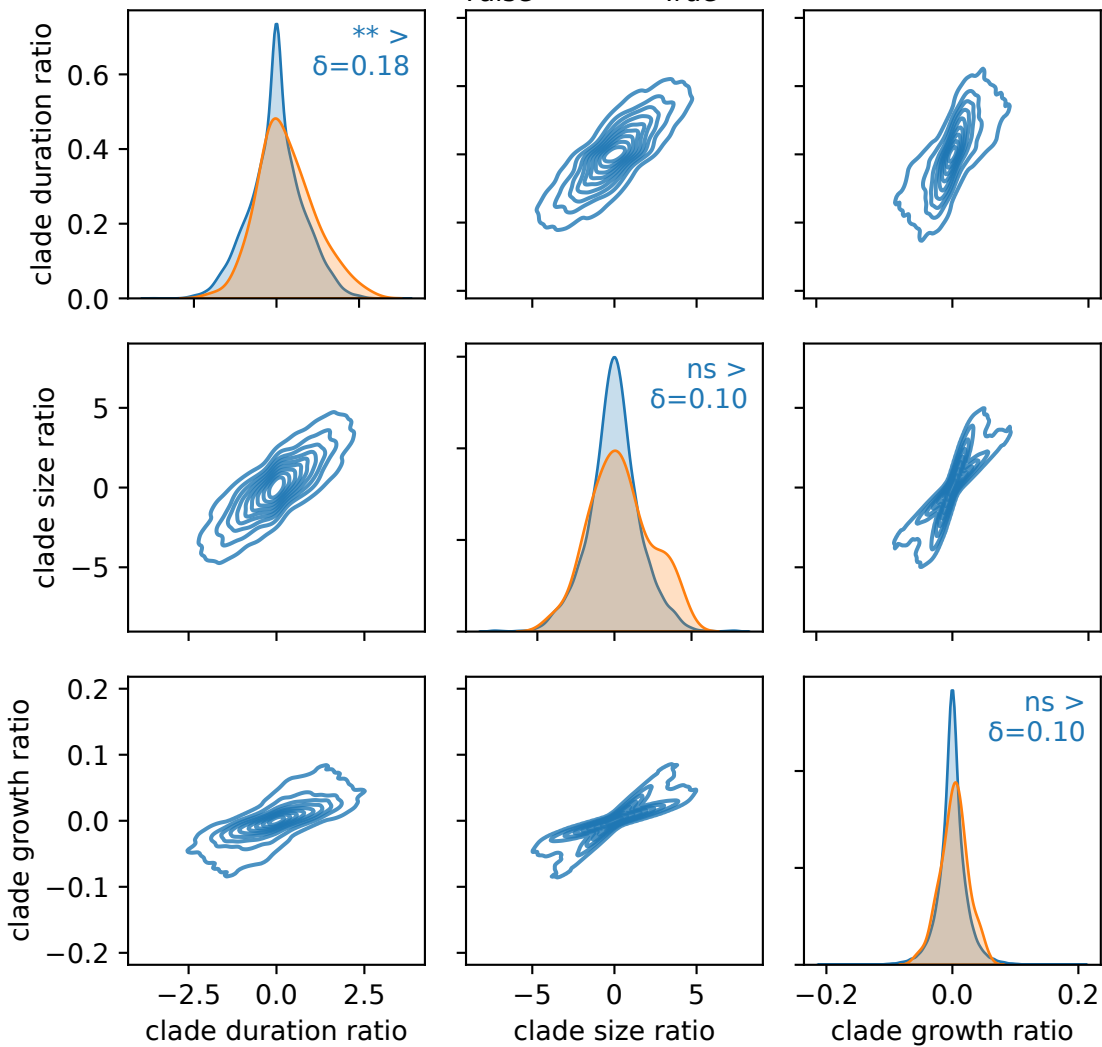 clade duration ratio
0.6
0.4
0.2
0.0
** >
δ=0.18
clade size ratio
5
0
−5
ns >
δ=0.10
clade growth ratio
0.2
0.1
0.0
−0.1
−0.2
ns >
δ=0.10
−2.5 0.0 2.5
−5 0 5
−0.2 0.0 0.2
clade duration ratio
clade size ratio
clade growth ratio